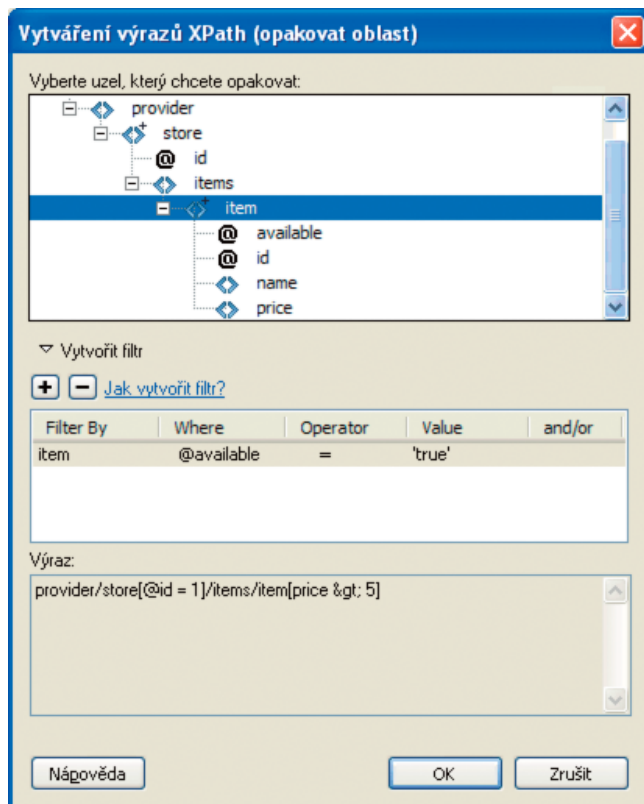 Vytváření výrazů XPath (opakovat oblast)
Vyberte uzel, který chcete opakovat:
provider
store
@ id
items
item
@ available
@ id
name
price
Vytvořit filtr
+ - Jak vytvořit filtr?
Filter By Where Operator Value and/or
item @available = 'true'
Výraz:
provider/store[@id = 1]/items/item[price &gt; 5]
Nápověda OK Zrušit